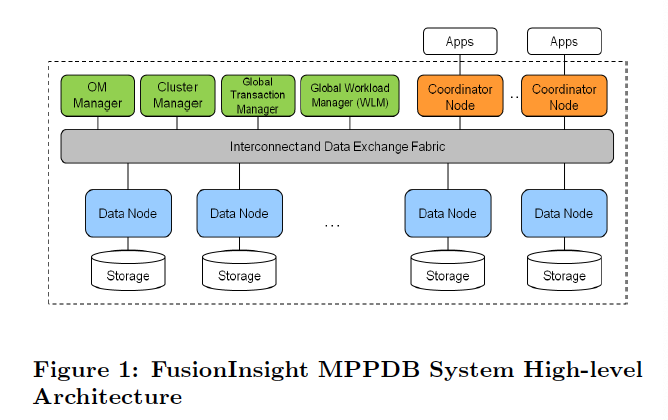 Apps Apps
OM Manager
Cluster Manager
Global Transaction Manager
Global Workload Manager (WLM)
Coordinator Node
..
Coordinator Node
Interconnect and Data Exchange Fabric
Data Node Data Node ... Data Node Data Node
Storage Storage Storage Storage
Figure 1: FusionInsight MPPDB System High-level
Architecture